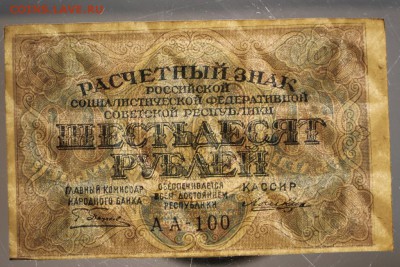 РАСЧЕТНЫЙ ЗНАК
РОССИЙСКОЙ
СОЦИАЛИСТИЧЕСКОЙ ФЕДЕРАТИВНОЙ
СОВЕТСКОЙ РЕСПУБЛИКИ
ШЕСТЬДЕСЯТ
РУБЛЕЙ
ГЛАВНЫЙ КОМИССАР
НАРОДНОГО БАНКА
ОБЕСПЕЧИВАЕТСЯ
ВСЕМ ДОСТОЯНИЕМ
РЕСПУБЛИКИ
КАССИР
АА-100